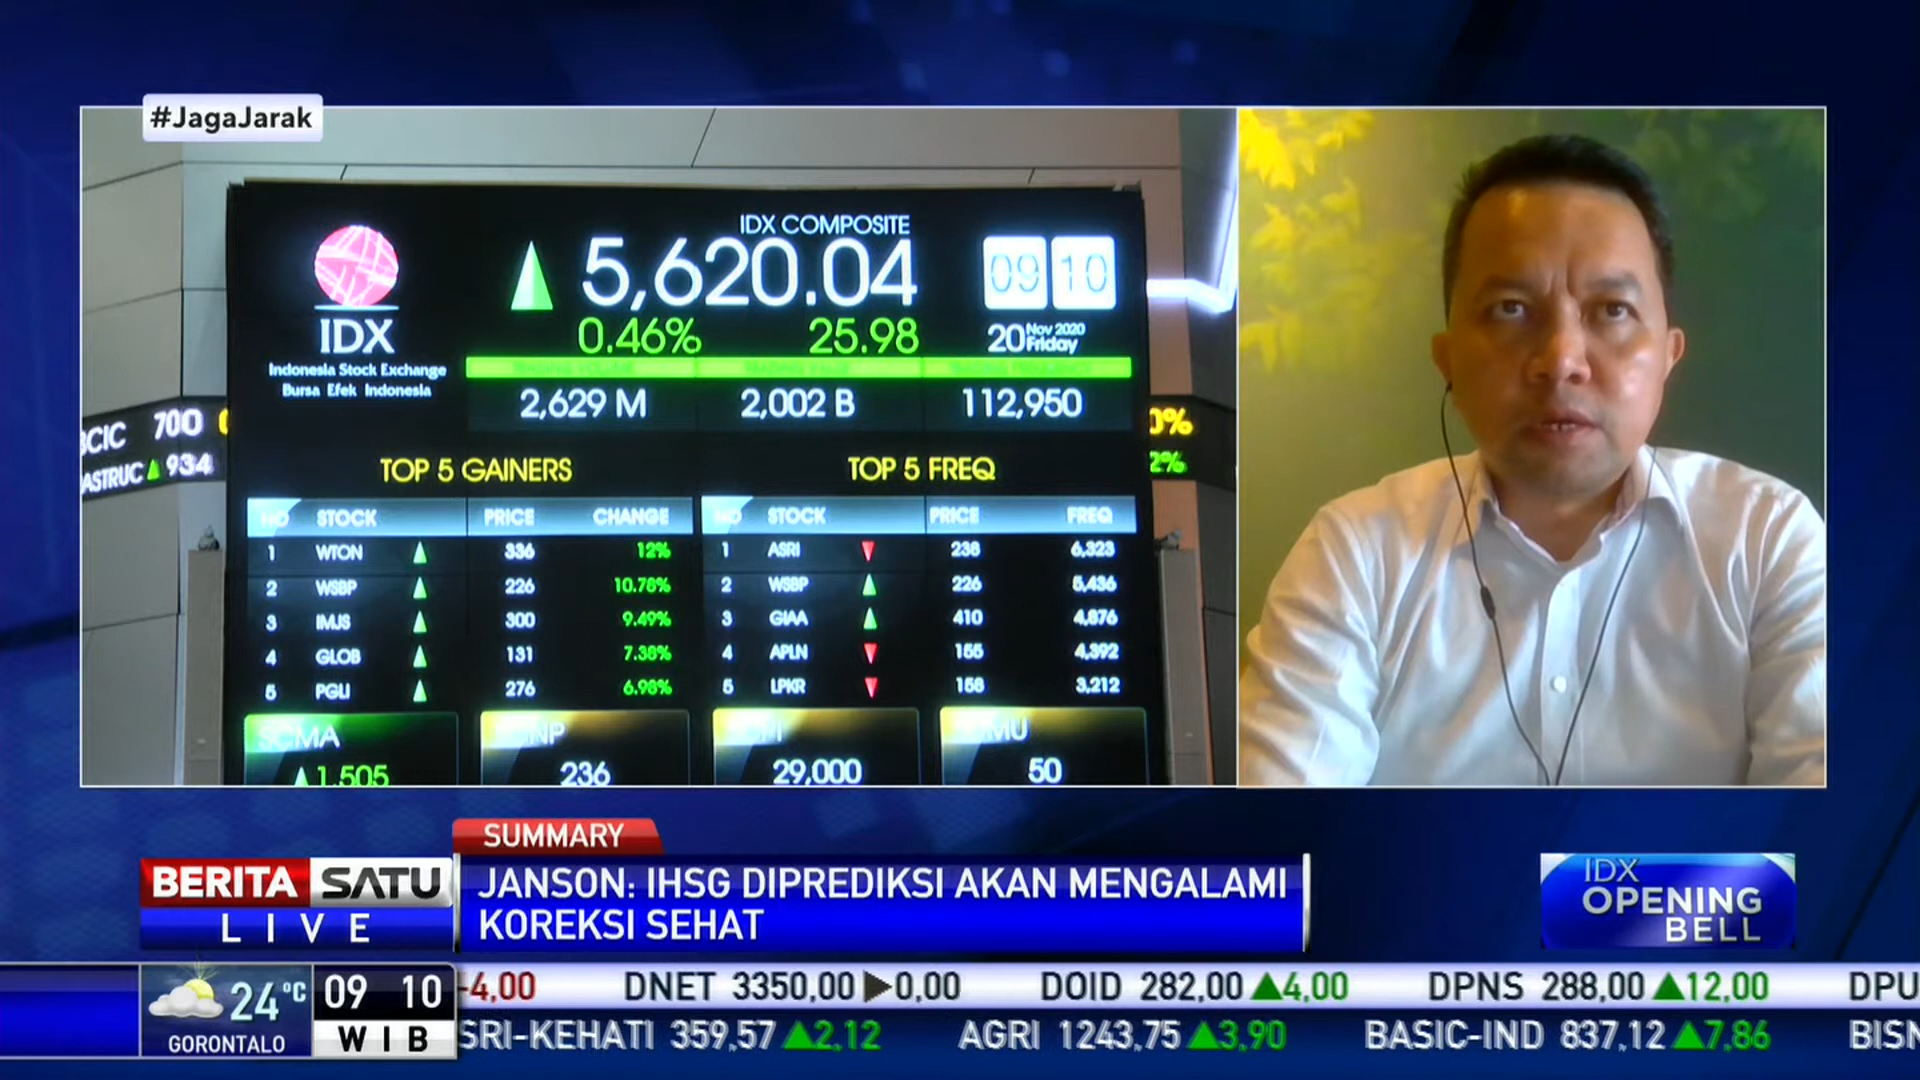 #JagaJarak
IDX COMPOSITE
5,620.04
09 10
0.46% 25.98
20 Nov 2020
Friday
IDX
Indonesia Stock Exchange
Bursa Efek Indonesia
2,629 M 2,002 B 112,950
700
934
0%
2%
TOP 5 GAINERS
NO STOCK PRICE CHANGE
1 WTON 336 12%
2 WSBP 226 10.78%
3 IMJS 300 9.49%
4 GLOB 131 7.38%
5 PGLI 276 6.98%
TOP 5 FREQ
NO STOCK PRICE FREQ
1 ASRI 238 6,323
2 WSBP 226 5,436
3 GIAA 410 4,876
4 APLN 155 4,392
5 LPKR 158 3,212
SCMA
1,505
236
29,000
50
SUMMARY
BERITA SATU
LIVE
JANSON: IHSG DIPREDIKSI AKAN MENGALAMI
KOREKSI SEHAT
IDX
OPENING
BELL
24°C
GORONTALO
09 10
WIB
-4,00 DNET 3350,00 ▶0,00 DOID 282,00 ▲4,00 DPNS 288,00 ▲12,00 DPU
SRI-KEHATI 359,57 ▲2,12 AGRI 1243,75 ▲3,90 BASIC-IND 837,12 ▲7,86 BISN